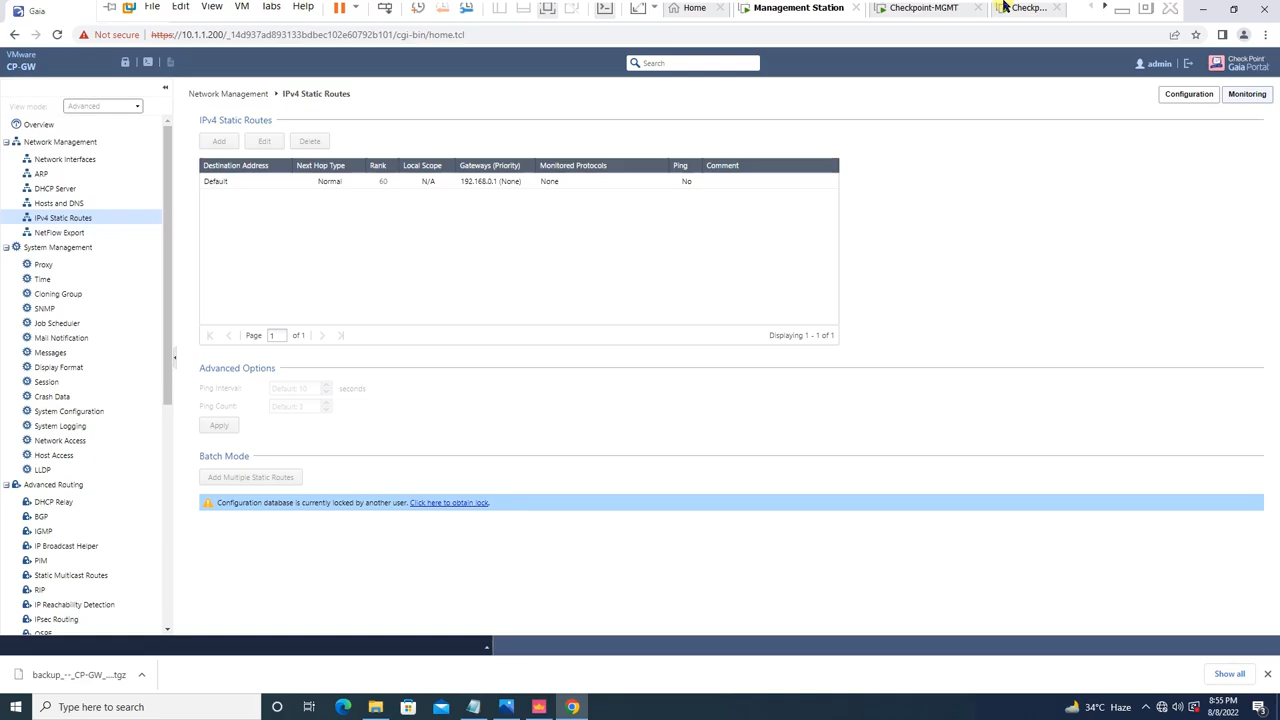 Gaia
File Edit View VM Tabs Help
Home
Management Station
Checkpoint-MGMT
Checkp...
Not secure
https://10.1.1.200/_14d937ad893133bdbec102e60792b101/cgi-bin/home.tcl
VMware
CP-GW
Search
admin
CHECK POINT
Gaia Portal
View mode:
Advanced
Network Management
IPv4 Static Routes
Configuration
Monitoring
Overview
Network Management
Network Interfaces
ARP
DHCP Server
Hosts and DNS
IPv4 Static Routes
NetFlow Export
System Management
Proxy
Time
Cloning Group
SNMP
Job Scheduler
Mail Notification
Messages
Display Format
Session
Crash Data
System Configuration
System Logging
Network Access
Host Access
LLDP
Advanced Routing
DHCP Relay
BGP
IGMP
IP Broadcast Helper
PIM
Static Multicast Routes
RIP
IP Reachability Detection
IPsec Routing
OSPF
IPv4 Static Routes
Add Edit Delete
Destination Address Next Hop Type Rank Local Scope Gateways (Priority) Monitored Protocols Ping Comment
Default Normal 60 N/A 192.168.0.1 (None) None No
Page 1 of 1
Displaying 1 - 1 of 1
Advanced Options
Ping Interval: Default: 10 seconds
Ping Count: Default: 3
Apply
Batch Mode
Add Multiple Static Routes
Configuration database is currently locked by another user. Click here to obtain lock.
backup_--_CP-GW_....tgz
Show all
Type here to search
34°C Haze
8:55 PM
8/8/2022
3